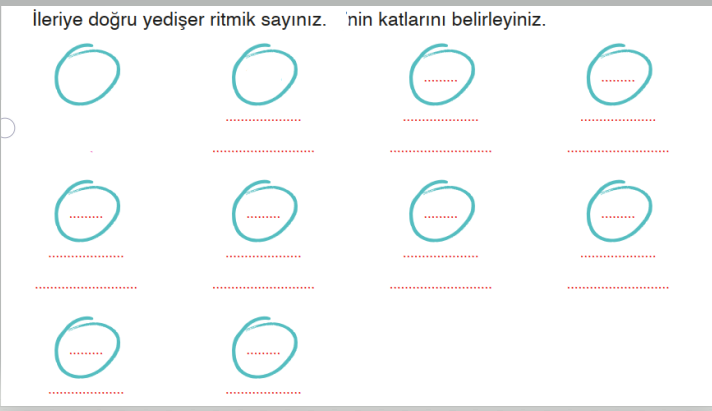 İleriye doğru yedişer ritmik sayınız. 'nin katlarını belirleyiniz.